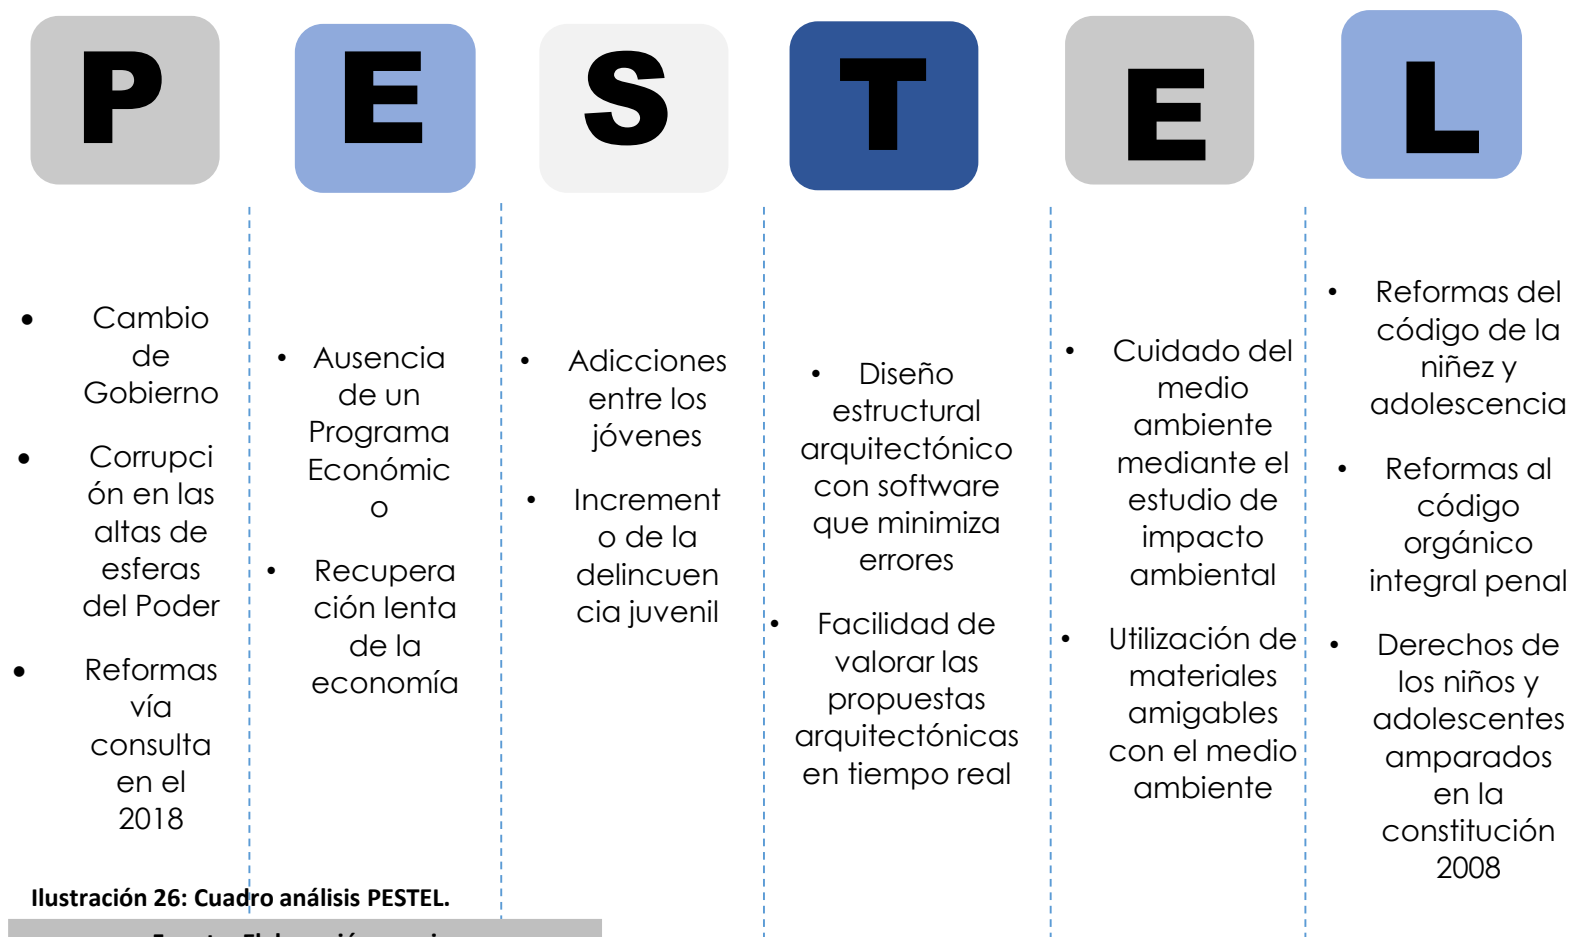 P
E
S
T
E
L
• Cambio
de
Gobierno
• Corrupci
ón en las
altas de
esferas
del Poder
• Reformas
vía
consulta
en el
2018
• Ausencia
de un
Programa
Económic
o
• Recupera
ción lenta
de la
economía
• Adicciones
entre los
jóvenes
• Increment
o de la
delincuen
cia juvenil
• Diseño
estructural
arquitectónico
con software
que minimiza
errores
• Facilidad de
valorar las
propuestas
arquitectónicas
en tiempo real
• Cuidado del
medio
ambiente
mediante el
estudio de
impacto
ambiental
• Utilización de
materiales
amigables
con el medio
ambiente
• Reformas del
código de la
niñez y
adolescencia
• Reformas al
código
orgánico
integral penal
• Derechos de
los niños y
adolescentes
amparados
en la
constitución
2008
Ilustración 26: Cuadro análisis PESTEL.